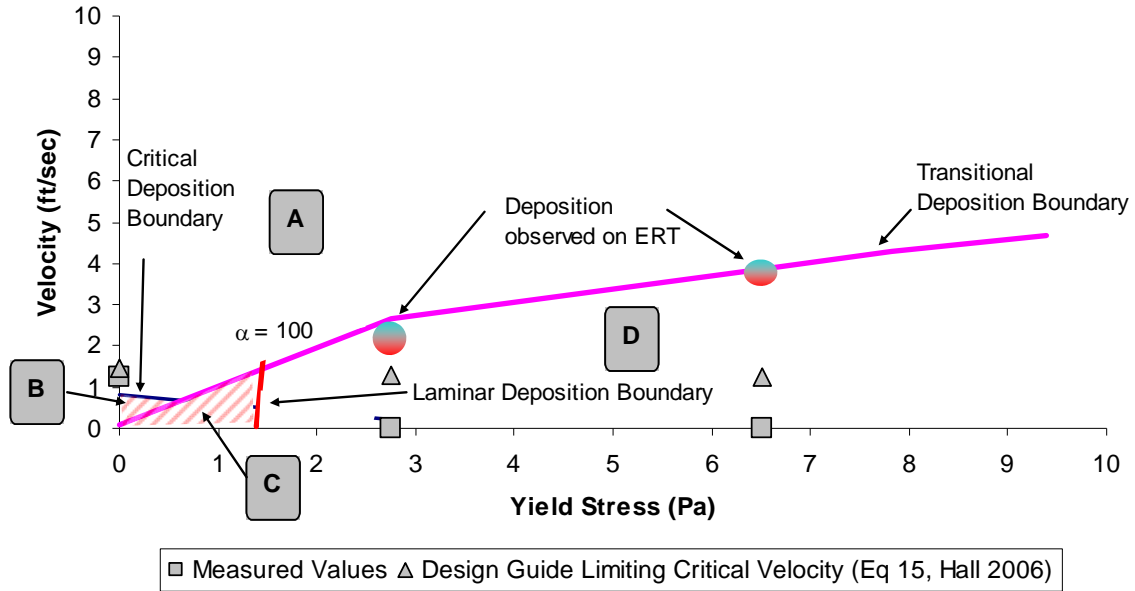 10
9
8
7
6
5
4
3
2
1
0
Velocity (ft/sec)
Critical
Deposition
Boundary
A
Deposition
observed on ERT
Transitional
Deposition Boundary
α = 100
D
B
Laminar Deposition Boundary
C
0 1 2 3 4 5 6 7 8 9 10
Yield Stress (Pa)
Measured Values Design Guide Limiting Critical Velocity (Eq 15, Hall 2006)